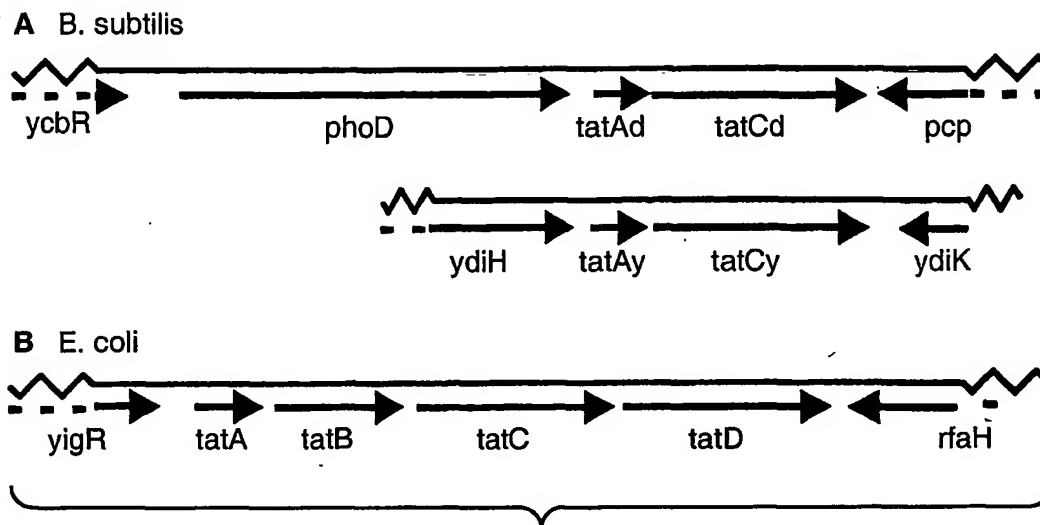 A B. subtilis
ycbR phoD tatAd tatCd pcp
ydiH tatAy tatCy ydiK
B E. coli
yigR tatA tatB tatC tatD rfaH